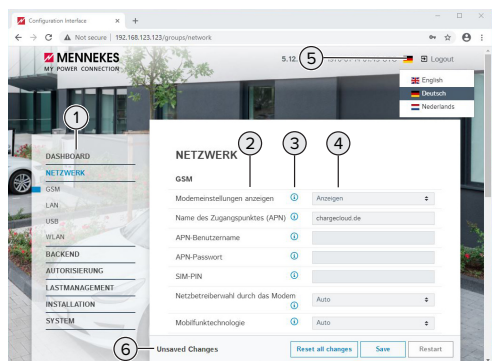 Configuration Interface
Not secure | 192.168.123.123/groups/network
MENNEKES
MY POWER CONNECTION
5.12.
5
Logout
English
Deutsch
Nederlands
1
DASHBOARD
NETZWERK
GSM
LAN
USB
WLAN
BACKEND
AUTORISIERUNG
LASTMANAGEMENT
INSTALLATION
SYSTEM
NETZWERK
2
3
4
GSM
Modemeinstellungen anzeigen
Anzeigen
Name des Zugangspunktes (APN)
chargecloud.de
APN-Benutzername
APN-Passwort
SIM-PIN
Netzbetreiberwahl durch das Modem
Auto
Mobilfunktechnologie
Auto
6
Unsaved Changes
Reset all changes
Save
Restart